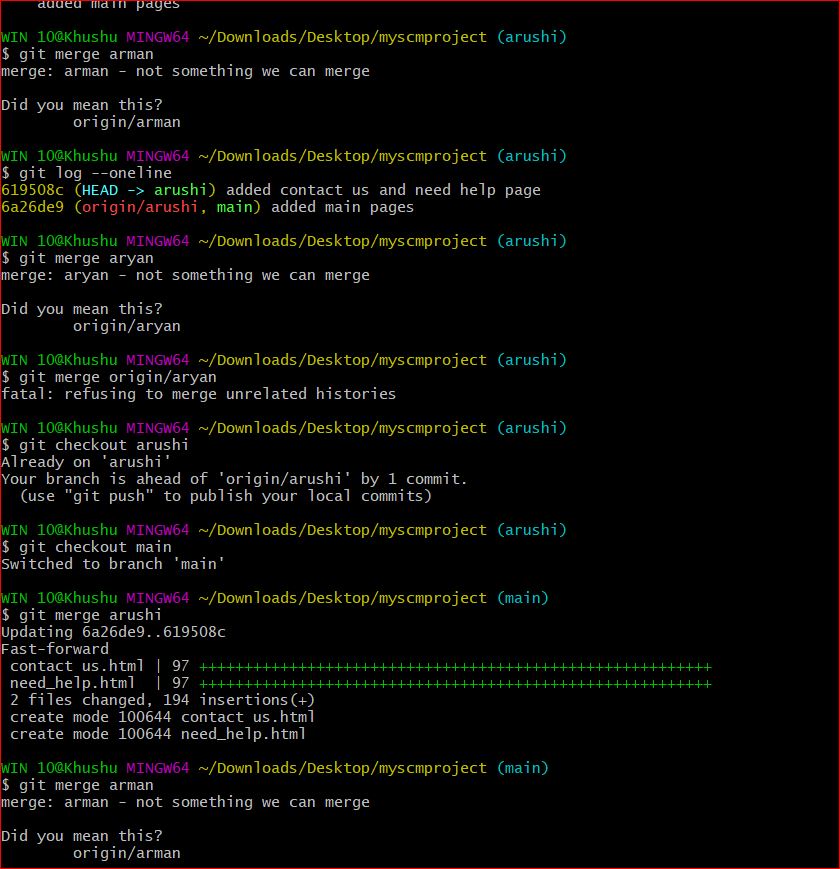 added main pages
WIN 10@Khushu MINGW64 ~/Downloads/Desktop/myscmproject (arushi)
$ git merge arman
merge: arman - not something we can merge
Did you mean this?
origin/arman
WIN 10@Khushu MINGW64 ~/Downloads/Desktop/myscmproject (arushi)
$ git log --oneline
619508c (HEAD -> arushi) added contact us and need help page
6a26de9 (origin/arushi, main) added main pages
WIN 10@Khushu MINGW64 ~/Downloads/Desktop/myscmproject (arushi)
$ git merge aryan
merge: aryan - not something we can merge
Did you mean this?
origin/aryan
WIN 10@Khushu MINGW64 ~/Downloads/Desktop/myscmproject (arushi)
$ git merge origin/aryan
fatal: refusing to merge unrelated histories
WIN 10@Khushu MINGW64 ~/Downloads/Desktop/myscmproject (arushi)
$ git checkout arushi
Already on 'arushi'
Your branch is ahead of 'origin/arushi' by 1 commit.
(use "git push" to publish your local commits)
WIN 10@Khushu MINGW64 ~/Downloads/Desktop/myscmproject (arushi)
$ git checkout main
Switched to branch 'main'
WIN 10@Khushu MINGW64 ~/Downloads/Desktop/myscmproject (main)
$ git merge arushi
Updating 6a26de9..619508c
Fast-forward
contact us.html | 97 +++++++++++++++++++++++++++++++++++++++++++++++++++++++++
need_help.html  | 97 +++++++++++++++++++++++++++++++++++++++++++++++++++++++++
2 files changed, 194 insertions(+)
create mode 100644 contact us.html
create mode 100644 need_help.html
WIN 10@Khushu MINGW64 ~/Downloads/Desktop/myscmproject (main)
$ git merge arman
merge: arman - not something we can merge
Did you mean this?
origin/arman